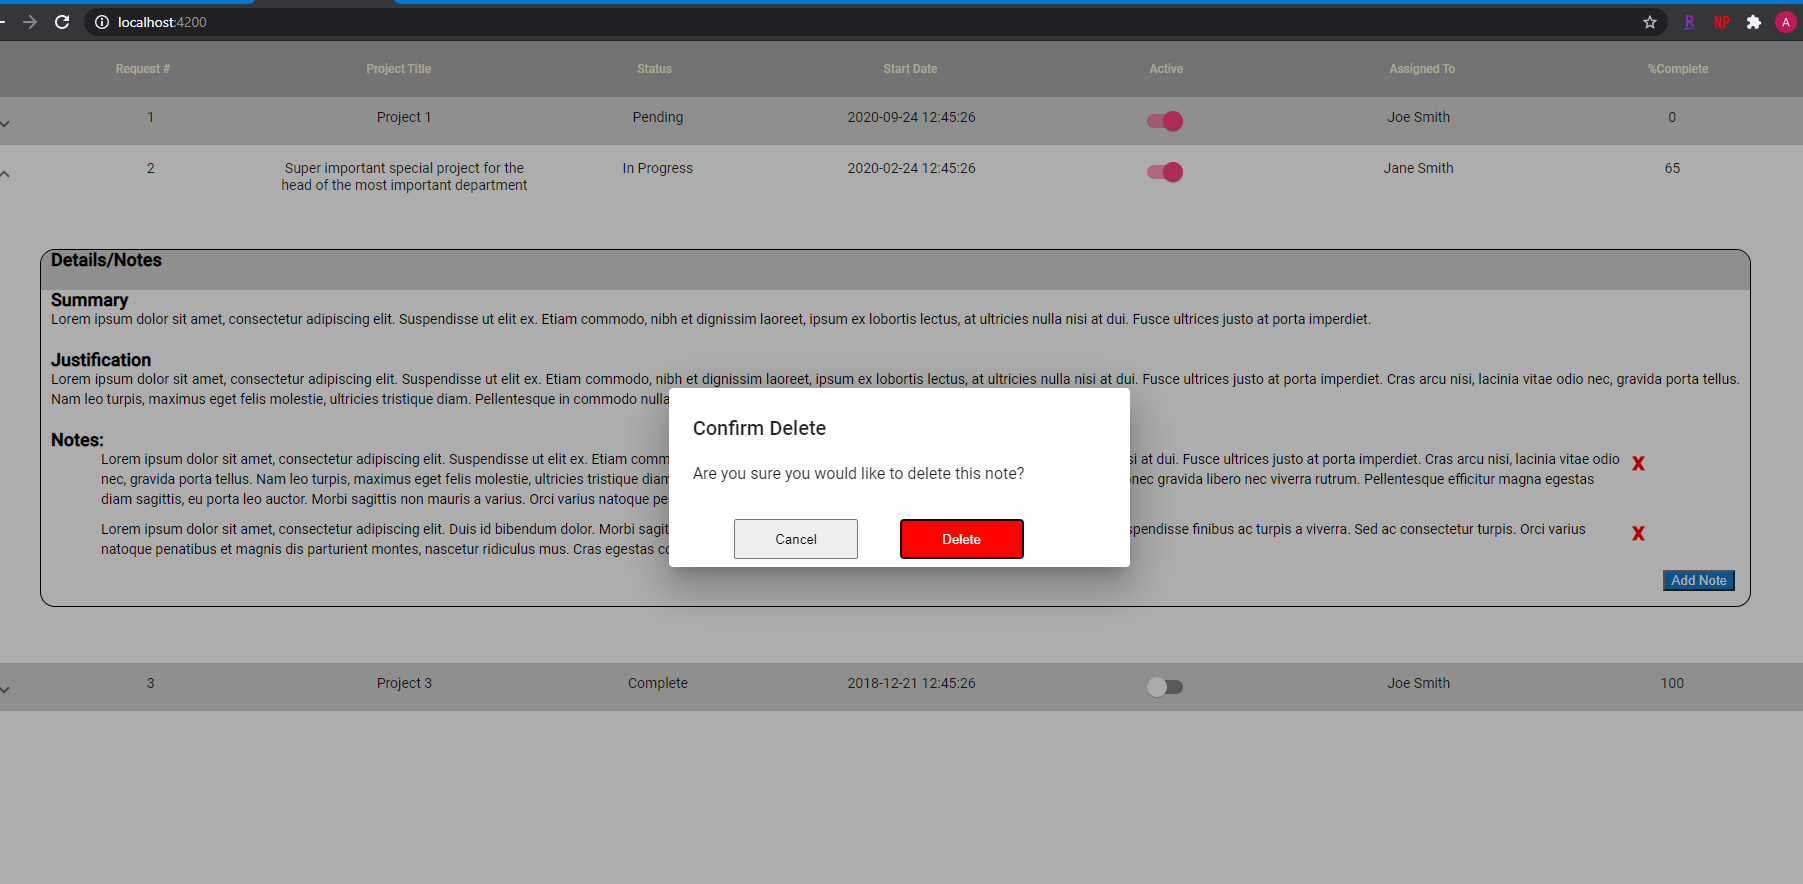 localhost:4200
R NP A
Request # Project Title Status Start Date Active Assigned To %Complete
1 Project 1 Pending 2020-09-24 12:45:26 Joe Smith 0
2 Super important special project for the In Progress 2020-02-24 12:45:26 Jane Smith 65
head of the most important department
Details/Notes
Summary
Lorem ipsum dolor sit amet, consectetur adipiscing elit. Suspendisse ut elit ex. Etiam commodo, nibh et dignissim laoreet, ipsum ex lobortis lectus, at ultricies nulla nisi at dui. Fusce ultrices justo at porta imperdiet.
Justification
Lorem ipsum dolor sit amet, consectetur adipiscing elit. Suspendisse ut elit ex. Etiam commodo, nibh et dignissim laoreet, ipsum ex lobortis lectus, at ultricies nulla nisi at dui. Fusce ultrices justo at porta imperdiet. Cras arcu nisi, lacinia vitae odio nec, gravida porta tellus.
Nam leo turpis, maximus eget felis molestie, ultricies tristique diam. Pellentesque in commodo nulla
Notes:
Lorem ipsum dolor sit amet, consectetur adipiscing elit. Suspendisse ut elit ex. Etiam comm si at dui. Fusce ultrices justo at porta imperdiet. Cras arcu nisi, lacinia vitae odio X
nec, gravida porta tellus. Nam leo turpis, maximus eget felis molestie, ultricies tristique diam nec gravida libero nec viverra rutrum. Pellentesque efficitur magna egestas
diam sagittis, eu porta leo auctor. Morbi sagittis non mauris a varius. Orci varius natoque pe
Lorem ipsum dolor sit amet, consectetur adipiscing elit. Duis id bibendum dolor. Morbi sagit spendisse finibus ac turpis a viverra. Sed ac consectetur turpis. Orci varius X
natoque penatibus et magnis dis parturient montes, nascetur ridiculus mus. Cras egestas co
Add Note
Confirm Delete
Are you sure you would like to delete this note?
Cancel Delete
3 Project 3 Complete 2018-12-21 12:45:26 Joe Smith 100